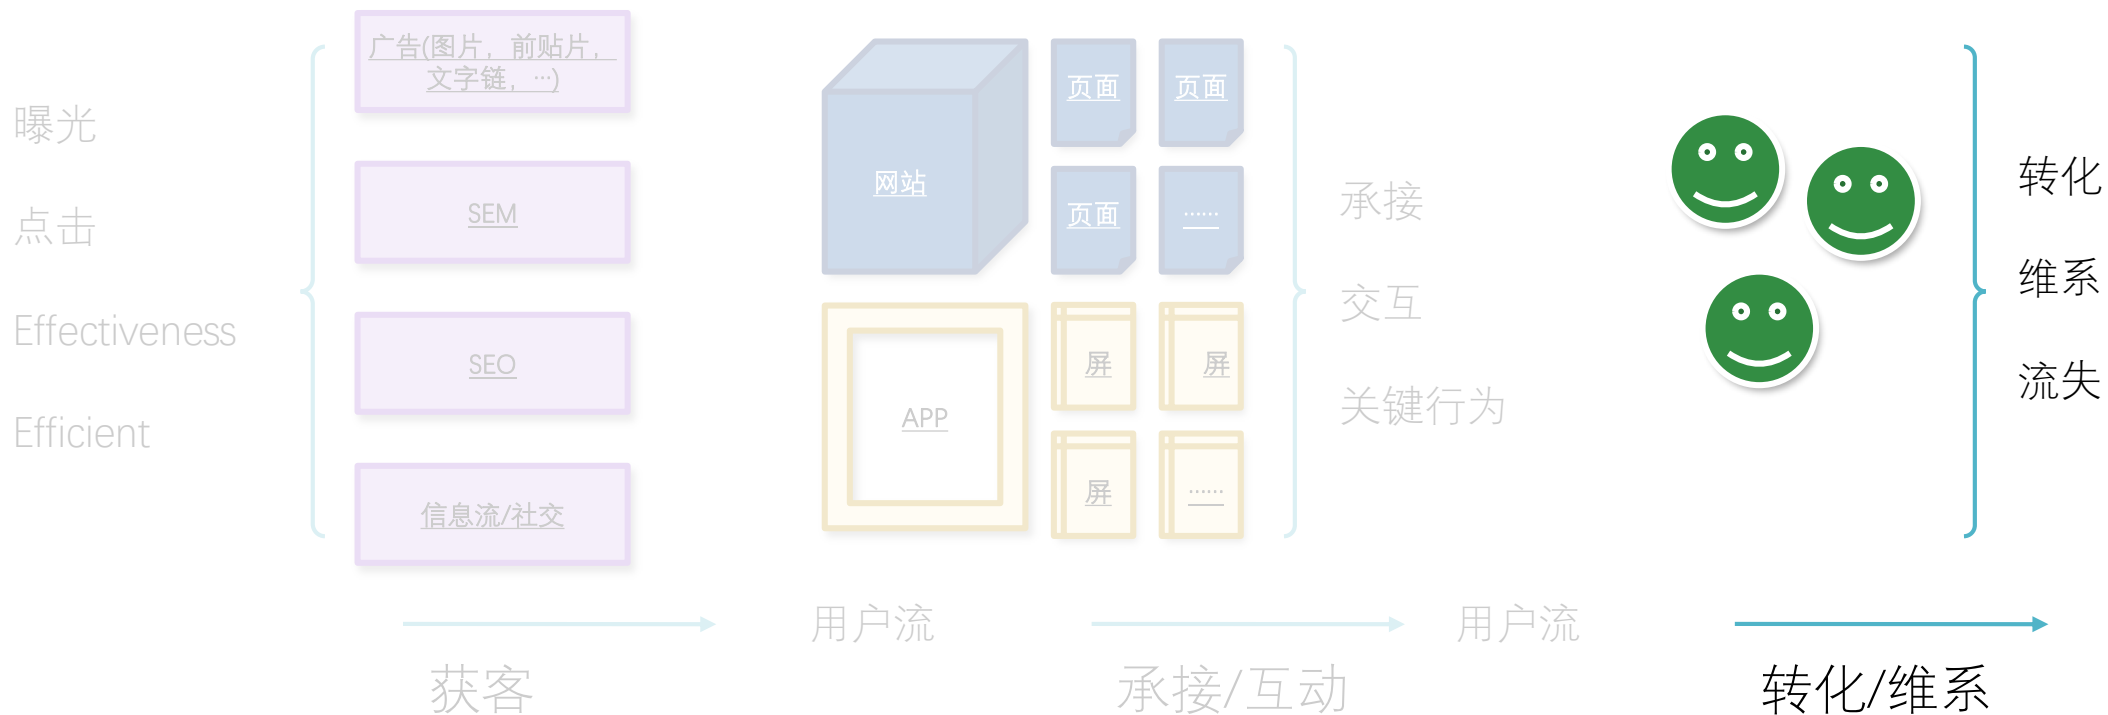 曝光
点击
Effectiveness
Efficient
广告(图片，前贴片，
文字链，…)
SEM
SEO
信息流/社交
网站
页面
页面
页面
……
APP
屏
屏
屏
……
承接
交互
关键行为
转化
维系
流失
用户流
用户流
获客
承接/互动
转化/维系